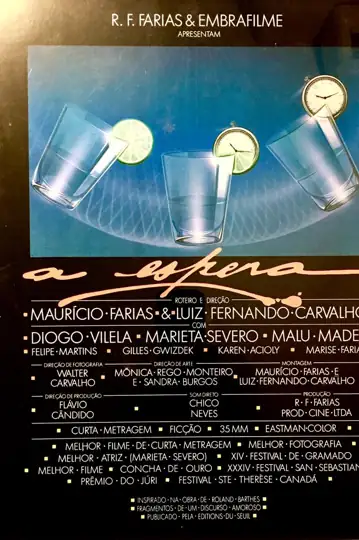 R. F. FARIAS & EMBRAFILME
APRESENTAM
a espera
ROTEIRO E DIREÇÃO
MAURÍCIO · FARIAS · & LUIZ · FERNANDO · CARVALHO
COM
DIOGO · VILELA · MARIETA · SEVERO · MALU · MADE
FELIPE · MARTINS · GILLES · GWIZDEK · KAREN · ACIOLY · MARISE · FARIA
DIREÇÃO DE FOTOGRAFIA DIREÇÃO DE ARTE MONTAGEM
WALTER CARVALHO
MÔNICA · REGO · MONTEIRO E · SANDRA · BURGOS
MAURÍCIO · FARIAS · E LUIZ · FERNANDO · CARVALHO
DIREÇÃO DE PRODUÇÃO SOM DIRETO PRODUÇÃO
FLÁVIO CÂNDIDO
CHICO NEVES
R · F · FARIAS PROD · CINE · LTDA
CURTA · METRAGEM FICÇÃO 35 MM EASTMAN · COLOR
MELHOR · FILME · DE · CURTA · METRAGEM MELHOR · FOTOGRAFIA
MELHOR · ATRIZ · (MARIETA · SEVERO) XIV · FESTIVAL · DE · GRAMADO
MELHOR · FILME CONCHA · DE · OURO XXXIV · FESTIVAL · SAN · SEBASTIAN
PRÊMIO · DO · JÚRI FESTIVAL · STE · THERÈSE · CANADÁ
INSPIRADO · NA · OBRA · DE · ROLAND · BARTHES
FRAGMENTOS · DE · UM · DISCURSO · AMOROSO
PUBLICADO · PELA · EDITIONS · DU · SEUIL